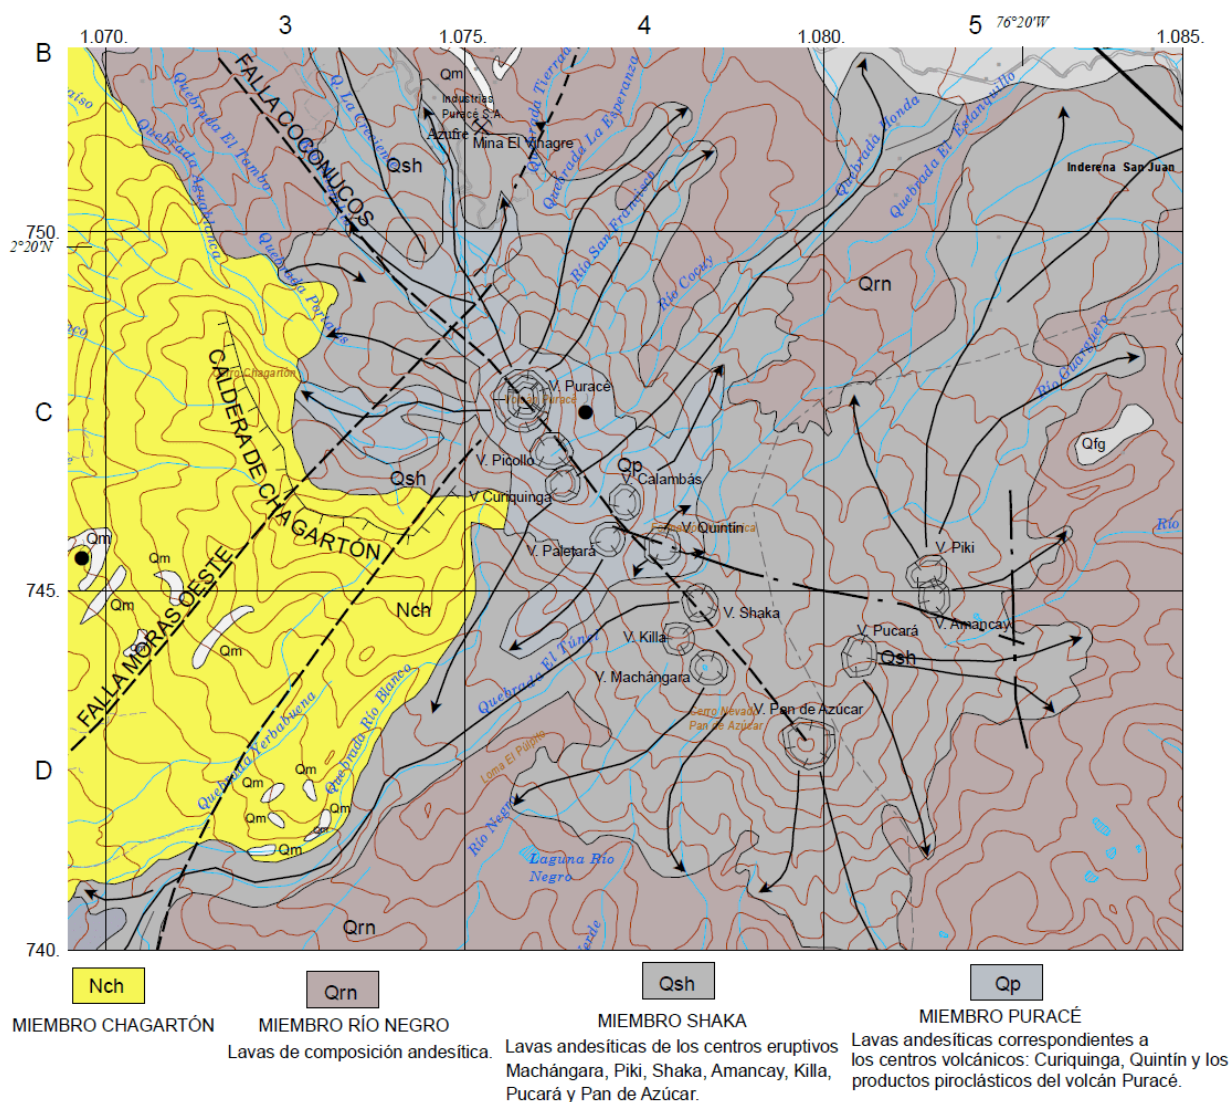 3
4
5
76°20'W
1.070.
1.075.
1.080.
1.085.
B
C
D
750.
2°20'N
745.
740.
FALLA COCONUCOS
Q. La Creciente
Qm
Industrias
Puracé S.A.
Azufre
Mina El Vinagre
Quebrada Tierrad
Quebrada La Esperanza
Quebrada Honda
Quebrada El Estanquillo
Inderena San Juan
aíso
Quebrada El Tambo
Quebrada Aguablanca
Qsh
Quebrada Portales
Río San Francisco
Río Cocuy
Qrn
Río Guarguero
CALDERA DE CHAGARTÓN
Cerro Chagartón
V. Puracé
Volcán Puracé
Qfg
Qsh
V. Picollo
Qp
V. Calambás
V Curiquinga
V. Quintín
V. Paletará
V. Piki
Río
Qm
Qm
Qm
Qm
FALLA MORAS OESTE
Nch
V. Shaka
V. Killa
V. Pucará
V. Amancay
Qsh
V. Machángara
Quebrada El Túnel
Cerro Nevado
Pan de Azúcar
V. Pan de Azúcar
Quebrada Yerbabuena
Quebrada Río Blanco
Loma El Púlpito
Qm
Qm
Qm
Qm
Qm
Río Negro
Laguna Río
Negro
erde
Qrn
Nch
MIEMBRO CHAGARTÓN
Qrn
MIEMBRO RÍO NEGRO
Lavas de composición andesítica.
Qsh
MIEMBRO SHAKA
Lavas andesíticas de los centros eruptivos
Machángara, Piki, Shaka, Amancay, Killa,
Pucará y Pan de Azúcar.
Qp
MIEMBRO PURACÉ
Lavas andesíticas correspondientes a
los centros volcánicos: Curiquinga, Quintín y los
productos piroclásticos del volcán Puracé.